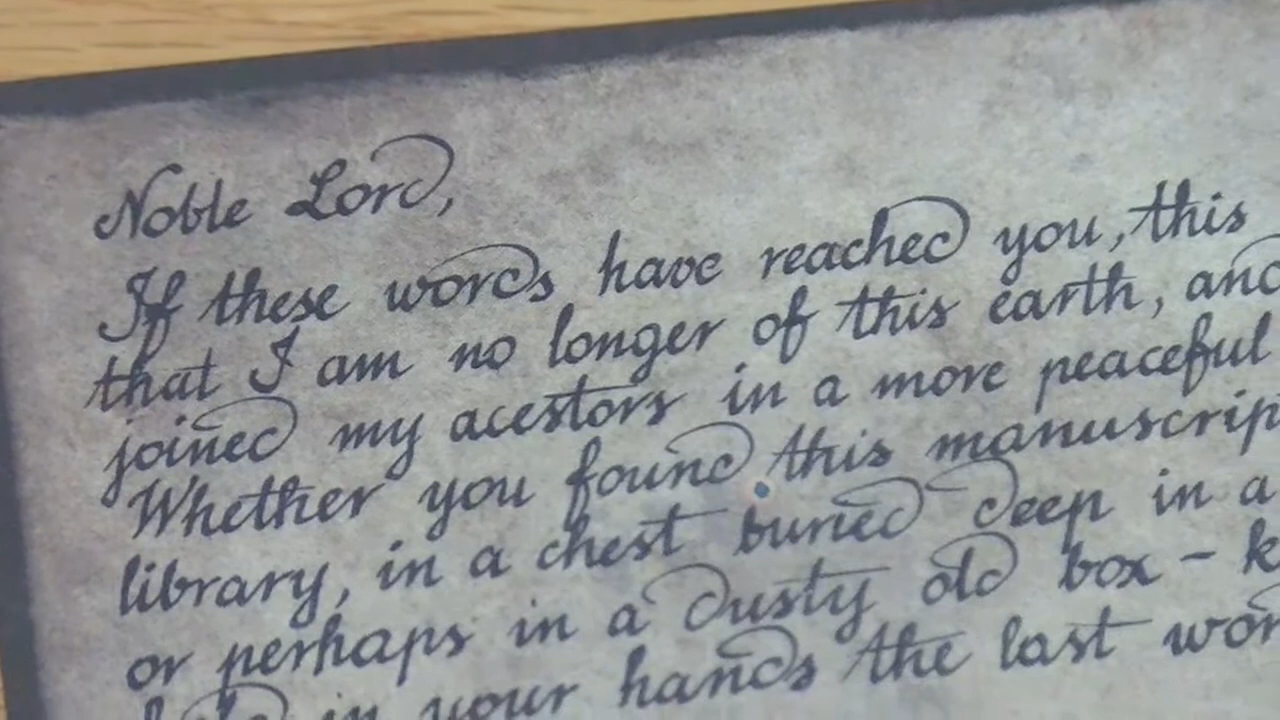 Noble Lord,
If these words have reached you, this
that I am no longer of this earth, and
joined my acestors in a more peaceful
Whether you found this manuscrip
library, in a chest buried deep in a
or perhaps in a dusty old box - k
in your hands the last wor